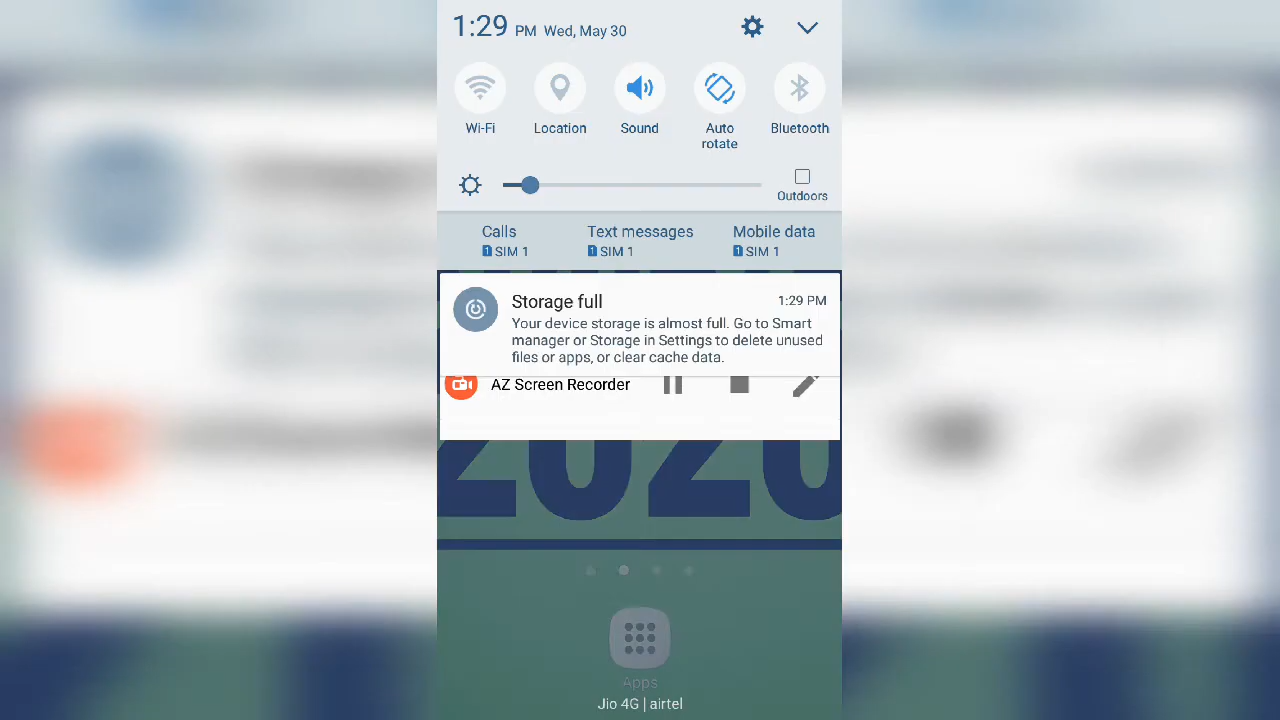 1:29 PM Wed, May 30
Wi-Fi
Location
Sound
Auto
rotate
Bluetooth
Outdoors
Calls
1 SIM 1
Text messages
1 SIM 1
Mobile data
1 SIM 1
Storage full
1:29 PM
Your device storage is almost full. Go to Smart
manager or Storage in Settings to delete unused
files or apps, or clear cache data.
AZ Screen Recorder
2020
Apps
Jio 4G | airtel